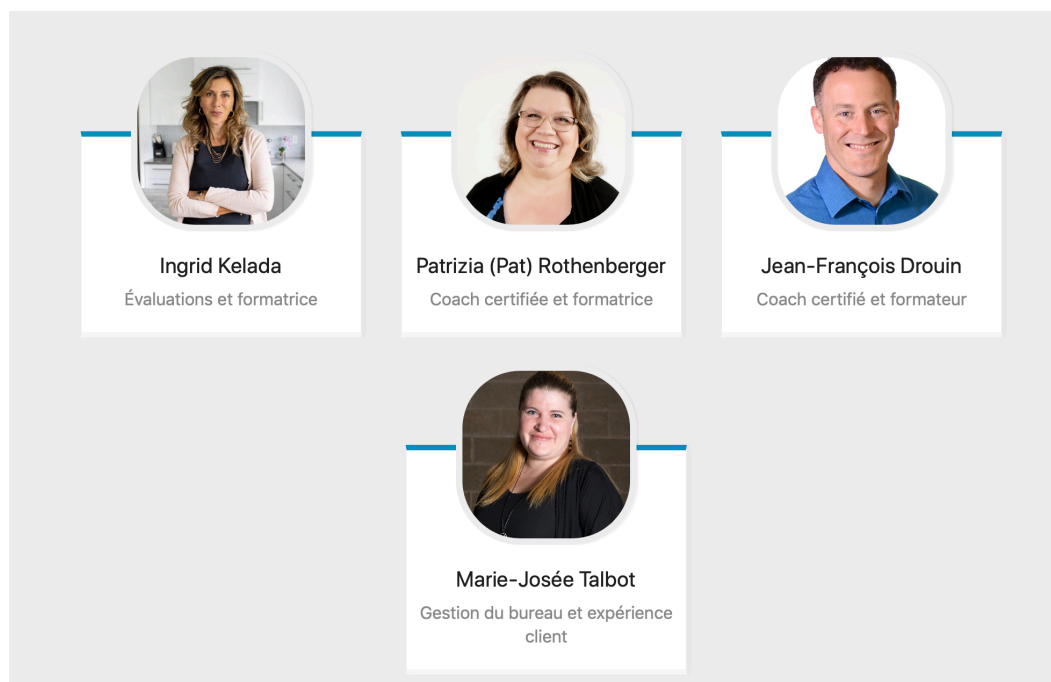 Ingrid Kelada
Évaluations et formatrice
Patrizia (Pat) Rothenberger
Coach certifiée et formatrice
Jean-François Drouin
Coach certifié et formateur
Marie-Josée Talbot
Gestion du bureau et expérience
client